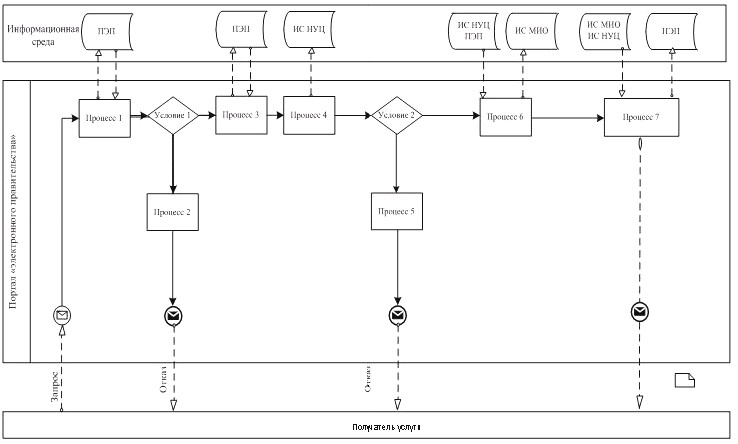 Информационная
среда
ПЭП
ПЭП
ИС НУЦ
ИС НУЦ
ПЭП
ИС МИО
ИС МИО
ИС НУЦ
ПЭП
Портал «электронного правительства»
Процесс 1
Условие 1
Процесс 3
Процесс 4
Условие 2
Процесс 6
Процесс 7
Процесс 2
Процесс 5
Запрос
Отказ
Отказ
Получатель услуги